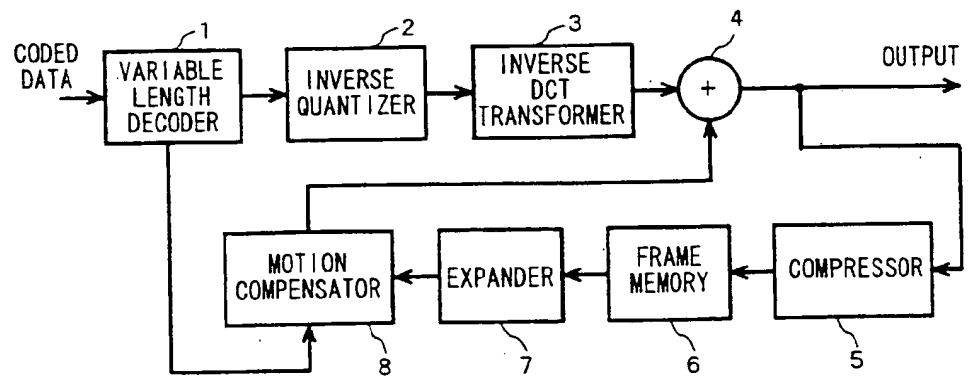 1
2
3
4
CODED
DATA
VARIABLE
LENGTH
DECODER
INVERSE
QUANTIZER
INVERSE
DCT
TRANSFORMER
+
OUTPUT
MOTION
COMPENSATOR
EXPANDER
FRAME
MEMORY
COMPRESSOR
8
7
6
5